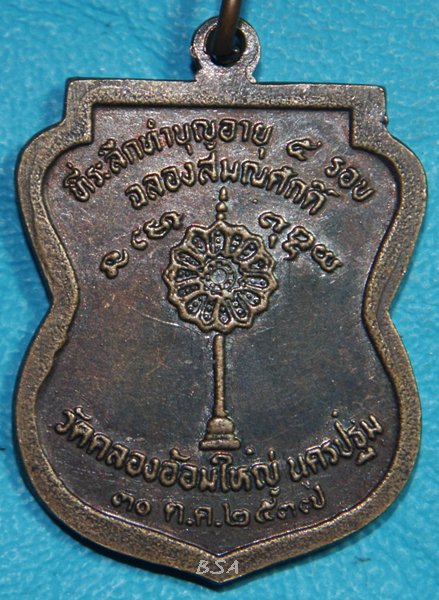 ที่ระลึกทำบุญอายุ ๕ รอบ
ฉลองสมณศักดิ์
วัดคลองอ้อมใหญ่ นครปฐม
๓๐ ต.ค.๒๕๓๗
BSA